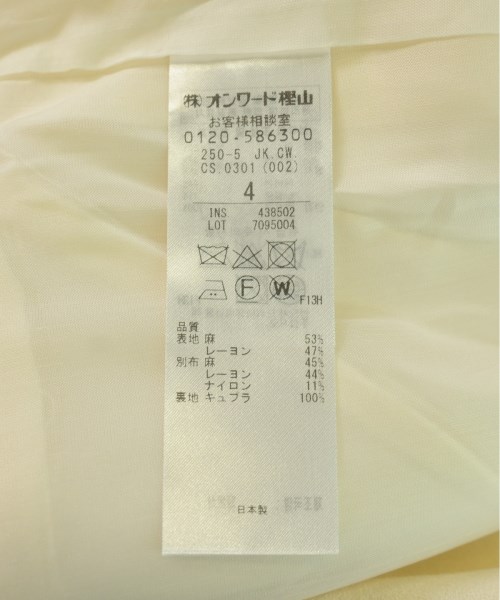 ㈱ オンワード樫山
お客様相談室
0120-586300
250-5 JK.CW.
CS.0301 (002)
4
INS 438502
LOT 7095004
F W F13H
品質
表地 麻 53%
レーヨン 47%
別布 麻 45%
レーヨン 44%
ナイロン 11%
裏地 キュプラ 100%
日本製